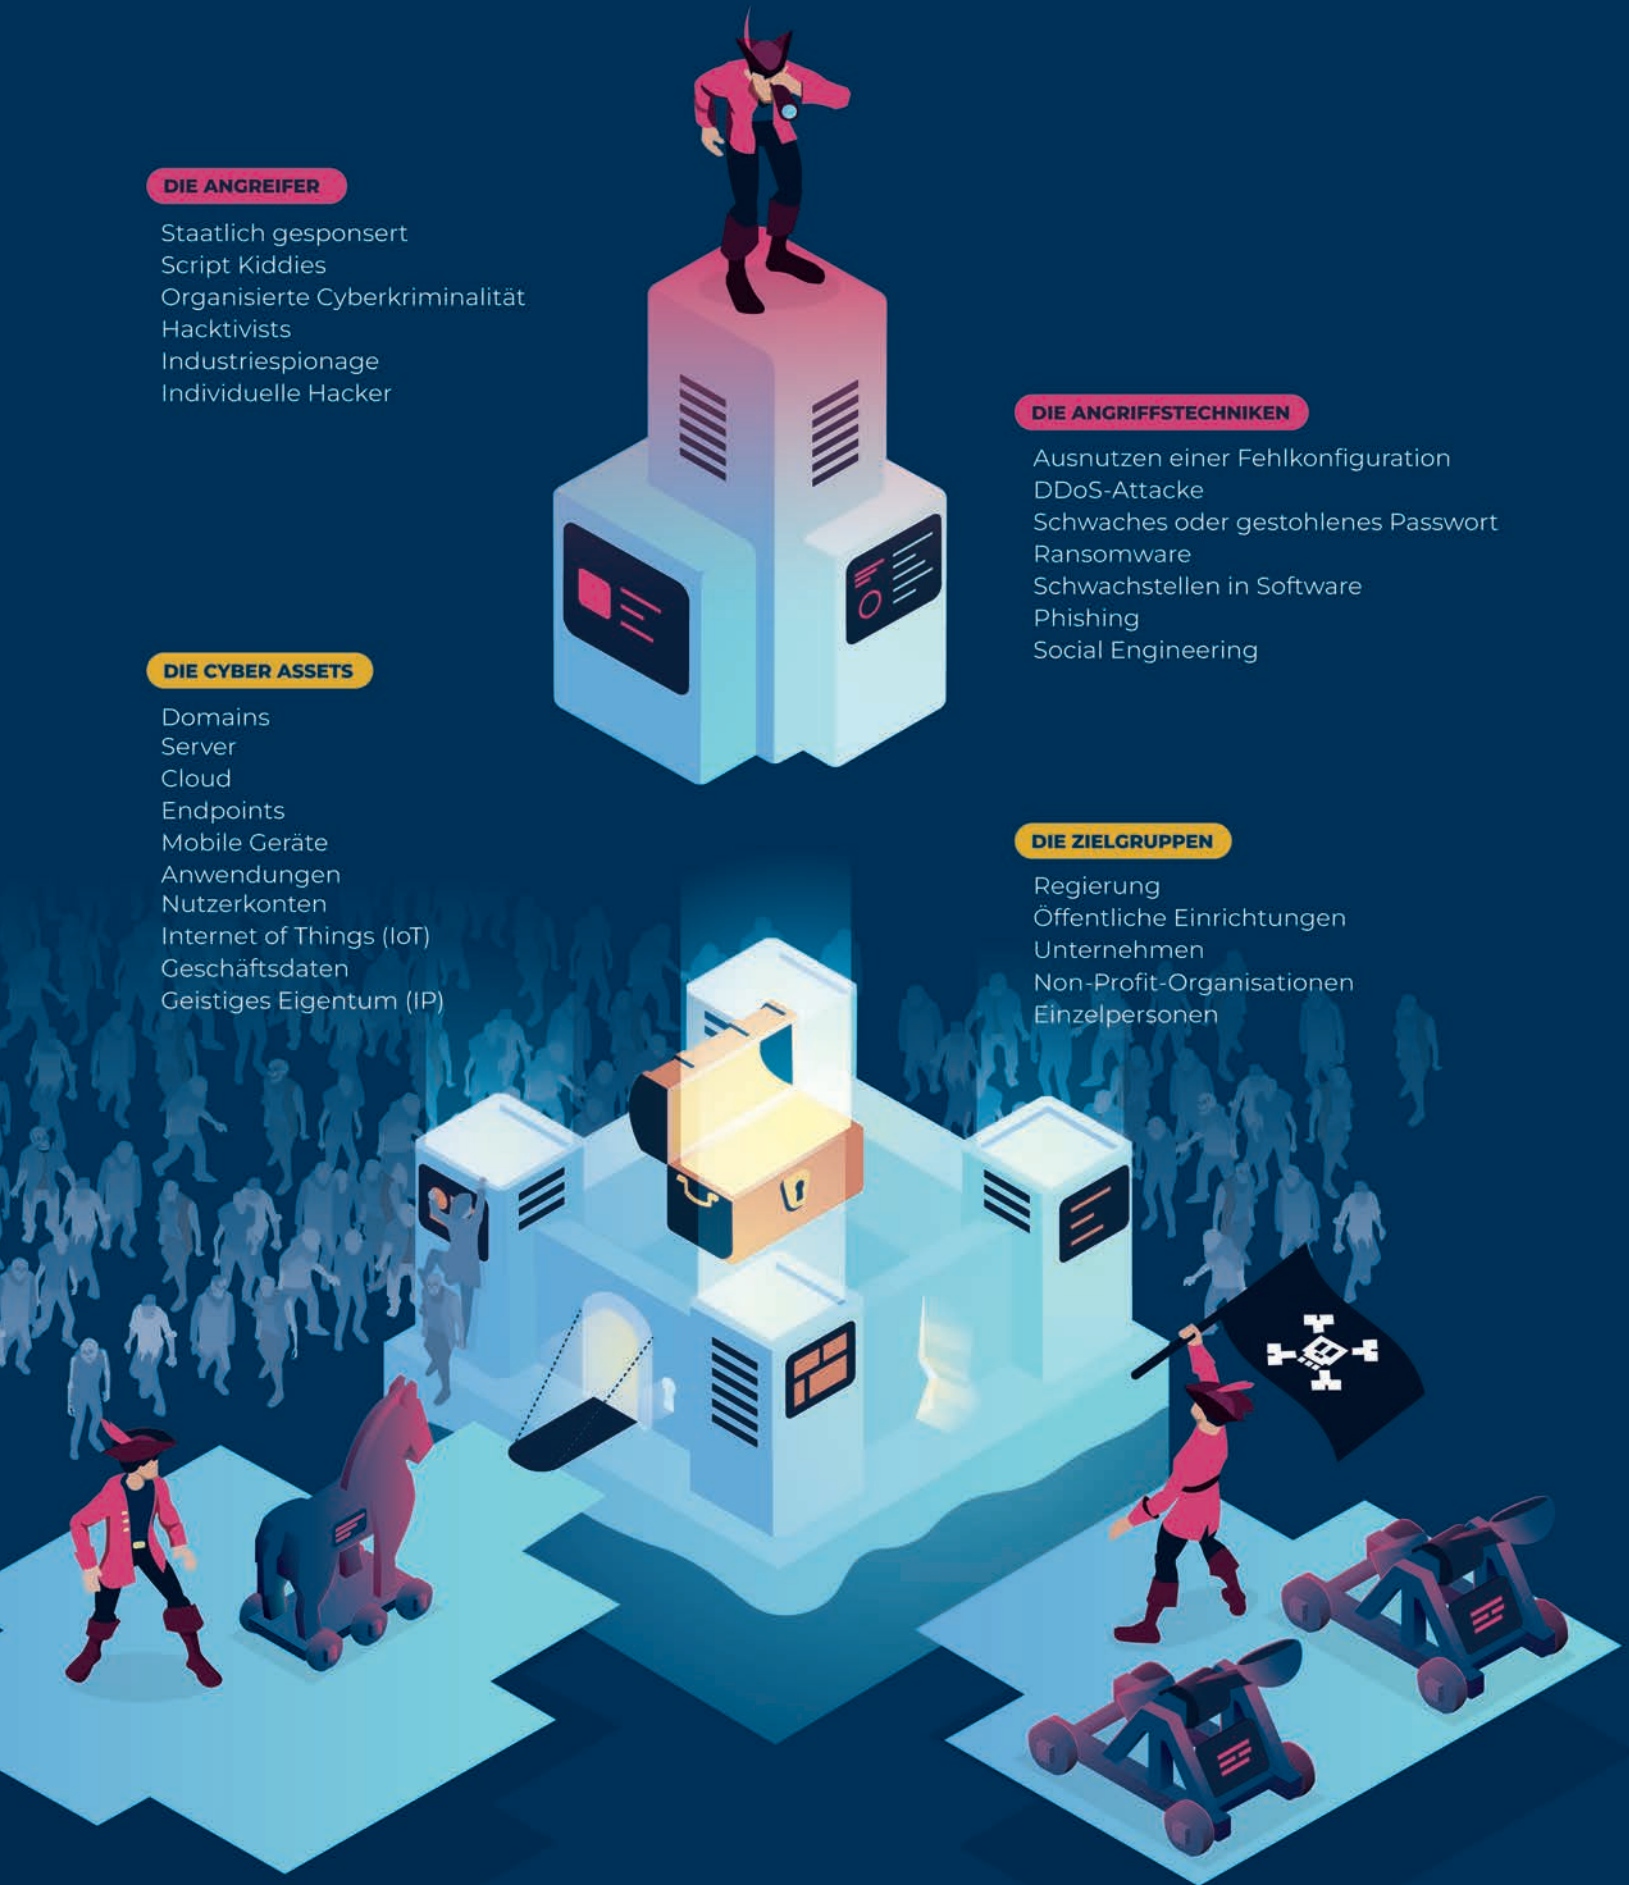 DIE ANGREIFER
Staatlich gesponsert
Script Kiddies
Organisierte Cyberkriminalität
Hacktivists
Industriespionage
Individuelle Hacker
DIE ANGRIFFSTECHNIKEN
Ausnutzen einer Fehlkonfiguration
DDoS-Attacke
Schwaches oder gestohlenes Passwort
Ransomware
Schwachstellen in Software
Phishing
Social Engineering
DIE CYBER ASSETS
Domains
Server
Cloud
Endpoints
Mobile Geräte
Anwendungen
Nutzerkonten
Internet of Things (IoT)
Geschäftsdaten
Geistiges Eigentum (IP)
DIE ZIELGRUPPEN
Regierung
Öffentliche Einrichtungen
Unternehmen
Non-Profit-Organisationen
Einzelpersonen